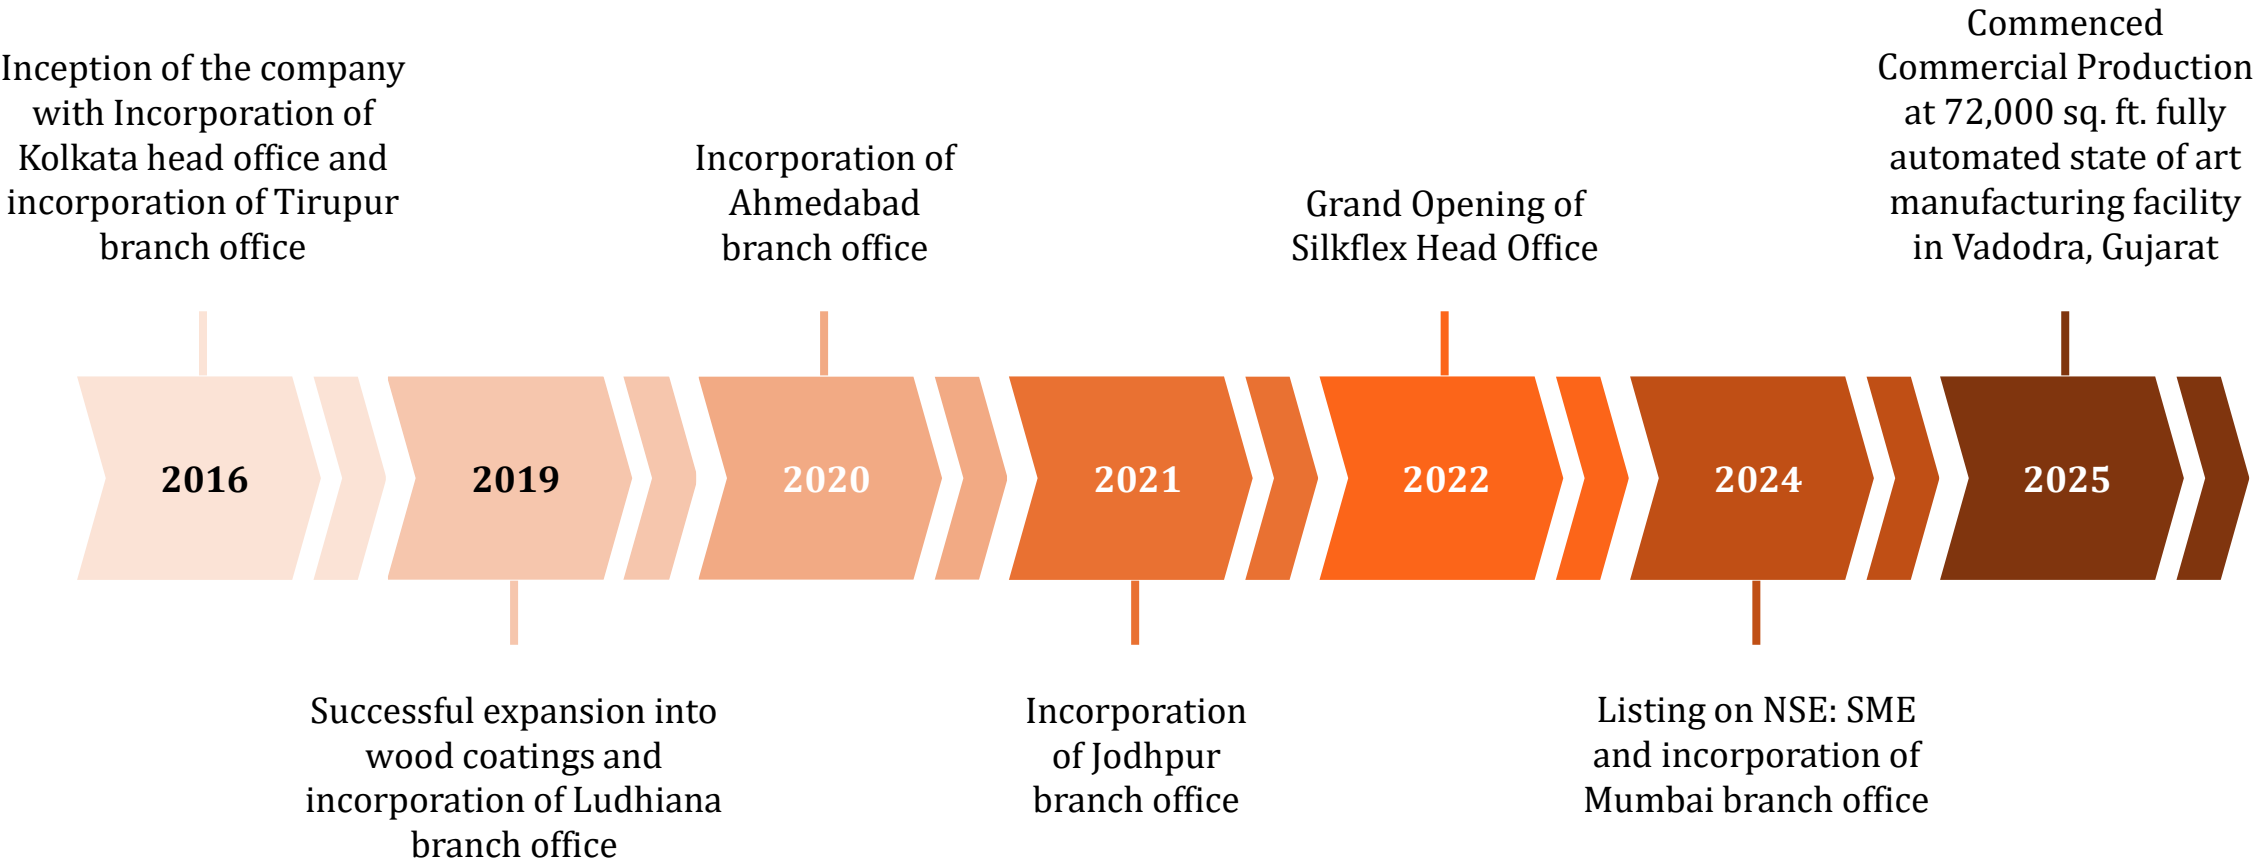 Inception of the company
with Incorporation of
Kolkata head office and
incorporation of Tirupur
branch office
Incorporation of
Ahmedabad
branch office
Grand Opening of
Silkflex Head Office
Commenced
Commercial Production
at 72,000 sq. ft. fully
automated state of art
manufacturing facility
in Vadodra, Gujarat
2016
2019
2020
2021
2022
2024
2025
Successful expansion into
wood coatings and
incorporation of Ludhiana
branch office
Incorporation
of Jodhpur
branch office
Listing on NSE: SME
and incorporation of
Mumbai branch office